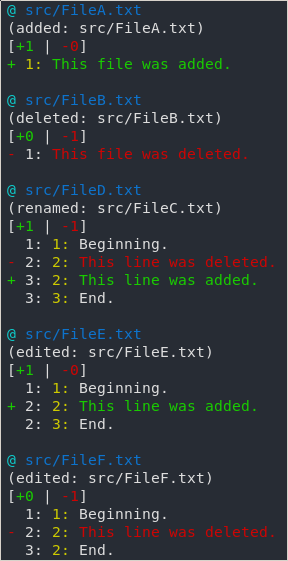 @ src/FileA.txt
(added: src/FileA.txt)
[+1 | -0]
+ 1: This file was added.

@ src/FileB.txt
(deleted: src/FileB.txt)
[+0 | -1]
- 1: This file was deleted.

@ src/FileD.txt
(renamed: src/FileC.txt)
[+1 | -1]
  1: 1: Beginning.
- 2: 2: This line was deleted.
+ 3: 2: This line was added.
  3: 3: End.

@ src/FileE.txt
(edited: src/FileE.txt)
[+1 | -0]
  1: 1: Beginning.
+ 2: 2: This line was added.
  2: 3: End.

@ src/FileF.txt
(edited: src/FileF.txt)
[+0 | -1]
  1: 1: Beginning.
- 2: 2: This line was deleted.
  3: 2: End.